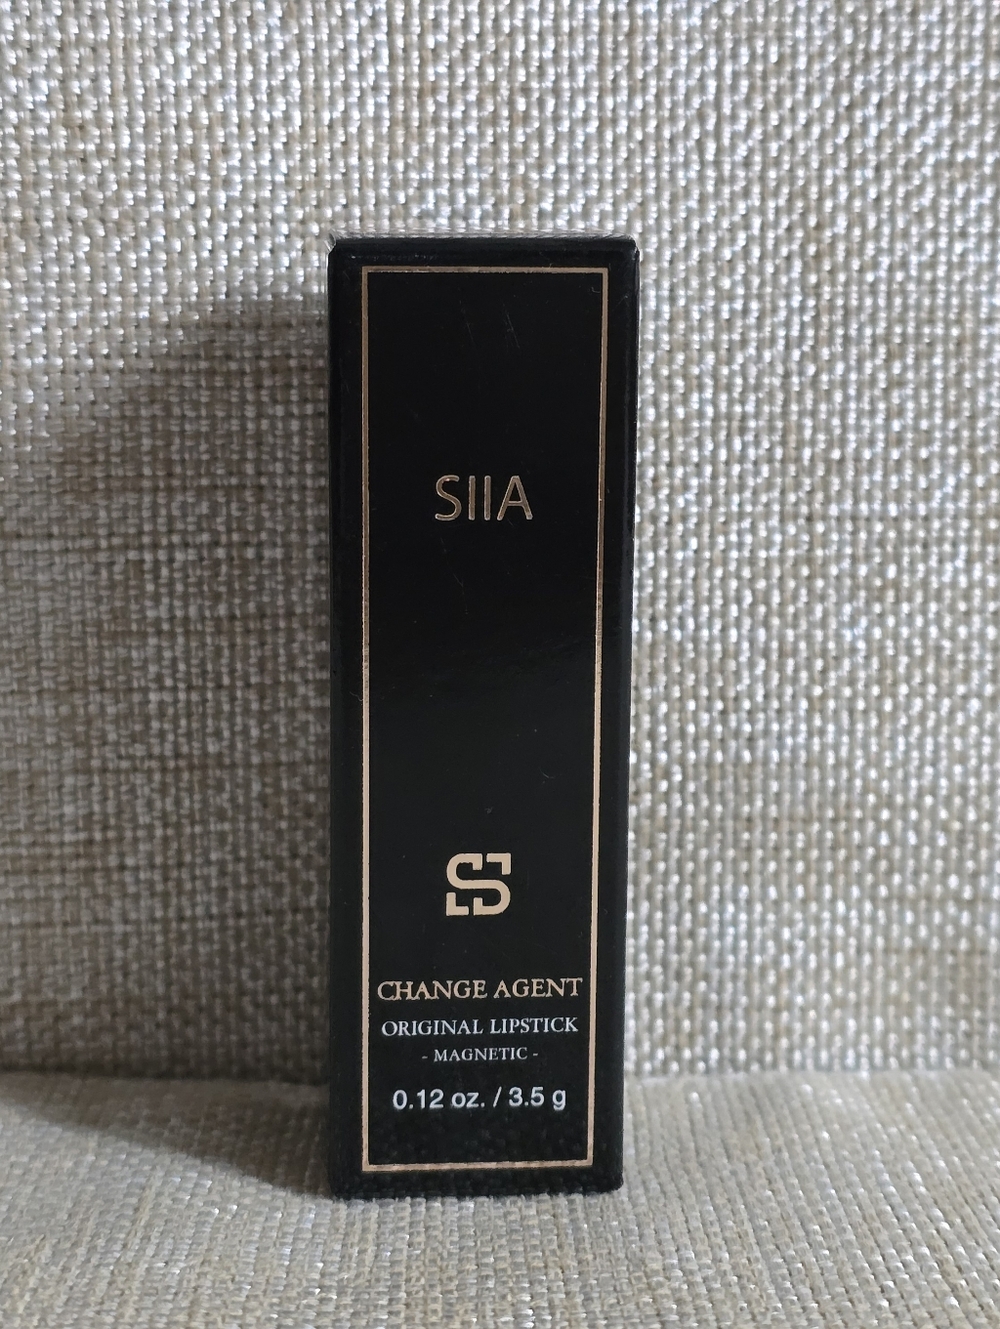 SIIA
S
CHANGE AGENT
ORIGINAL LIPSTICK
- MAGNETIC -
0.12 oz. / 3.5 g